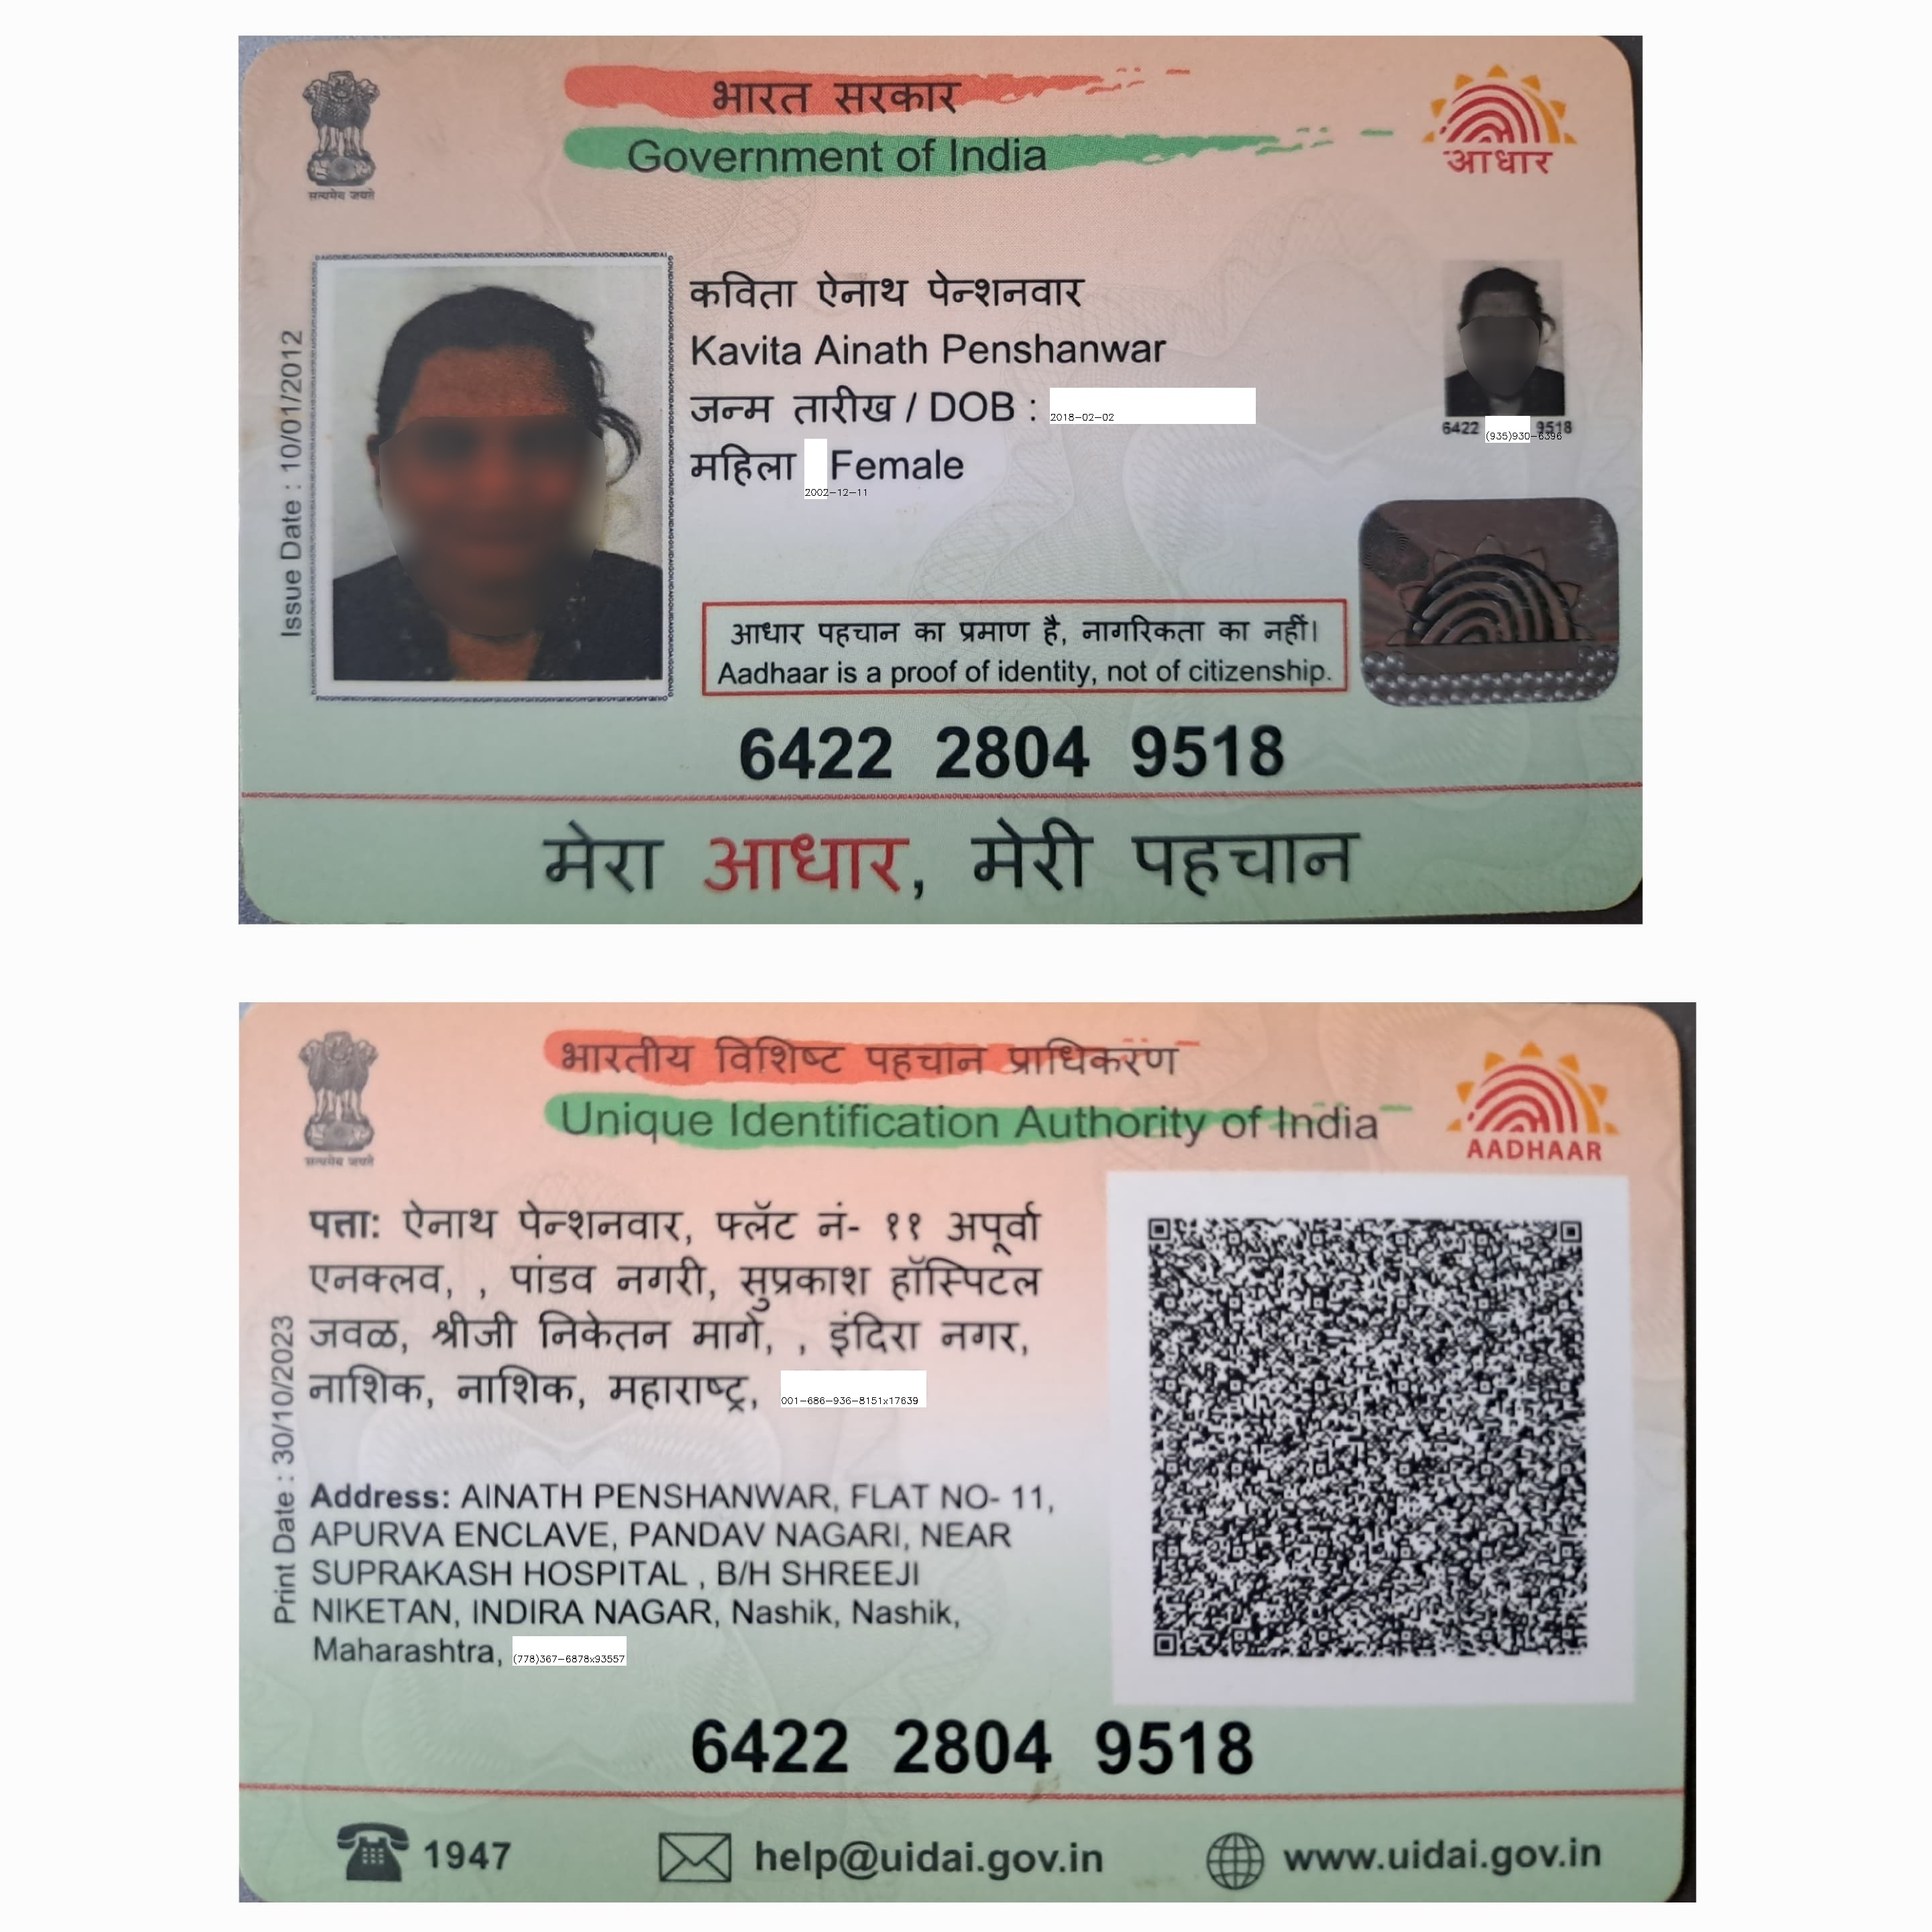 भारत सरकार
Government of India
सत्यमेव जयते
आधार
Issue Date : 10/01/2012
कविता ऐनाथ पेन्शनवार
Kavita Ainath Penshanwar
जन्म तारीख / DOB : 2018-02-02
महिला Female
2002-12-11
6422 9518
(935)930-6396
आधार पहचान का प्रमाण है, नागरिकता का नहीं।
Aadhaar is a proof of identity, not of citizenship.
6422 2804 9518
मेरा आधार, मेरी पहचान
भारतीय विशिष्ट पहचान प्राधिकरण
Unique Identification Authority of India
सत्यमेव जयते
AADHAAR
Print Date : 30/10/2023
पत्ता: ऐनाथ पेन्शनवार, फ्लॅट नं- ११ अपूर्वा
एनक्लव, , पांडव नगरी, सुप्रकाश हॉस्पिटल
जवळ, श्रीजी निकेतन मागे, , इंदिरा नगर,
नाशिक, नाशिक, महाराष्ट्र, 001-686-936-8151x17639
Address: AINATH PENSHANWAR, FLAT NO- 11,
APURVA ENCLAVE, PANDAV NAGARI, NEAR
SUPRAKASH HOSPITAL , B/H SHREEJI
NIKETAN, INDIRA NAGAR, Nashik, Nashik,
Maharashtra, (778)367-6878x93557
6422 2804 9518
1947
help@uidai.gov.in
www.uidai.gov.in